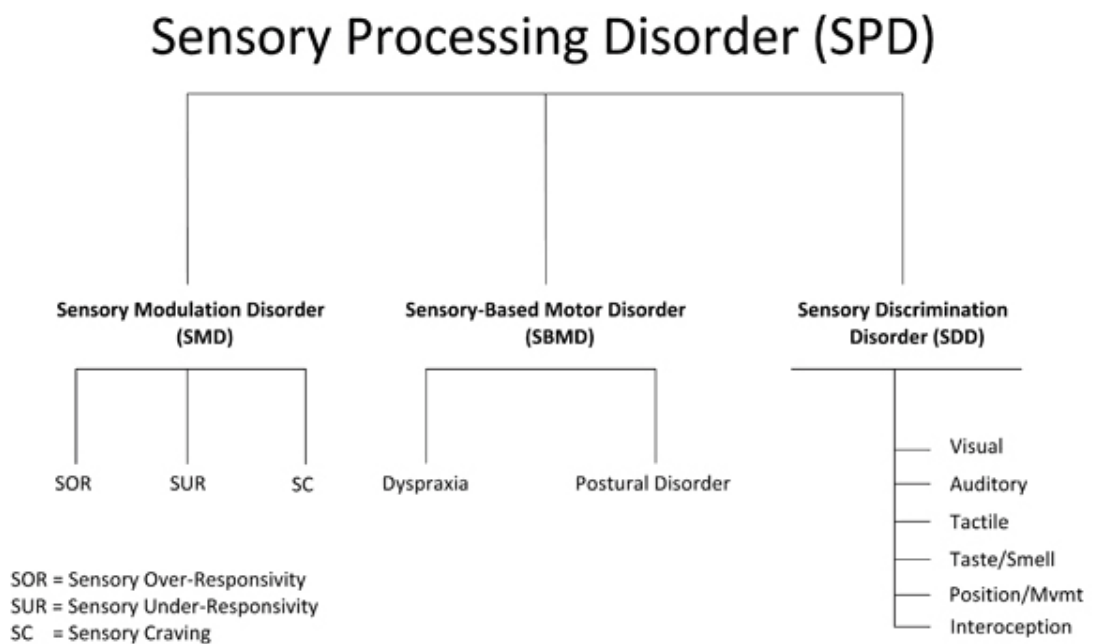 Sensory Processing Disorder (SPD)
Sensory Modulation Disorder
(SMD)
Sensory-Based Motor Disorder
(SBMD)
Sensory Discrimination
Disorder (SDD)
SOR
SUR
SC
Dyspraxia
Postural Disorder
Visual
Auditory
Tactile
Taste/Smell
Position/Mvmt
Interoception
SOR = Sensory Over-Responsivity
SUR = Sensory Under-Responsivity
SC = Sensory Craving